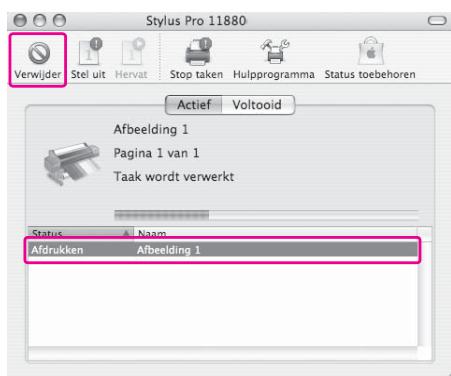 Stylus Pro 11880
Verwijder Stel uit Hervat Stop taken Hulpprogramma Status toebehoren
Actief Voltooid
Afbeelding 1
Pagina 1 van 1
Taak wordt verwerkt
Status Naam
Afdrukken Afbeelding 1